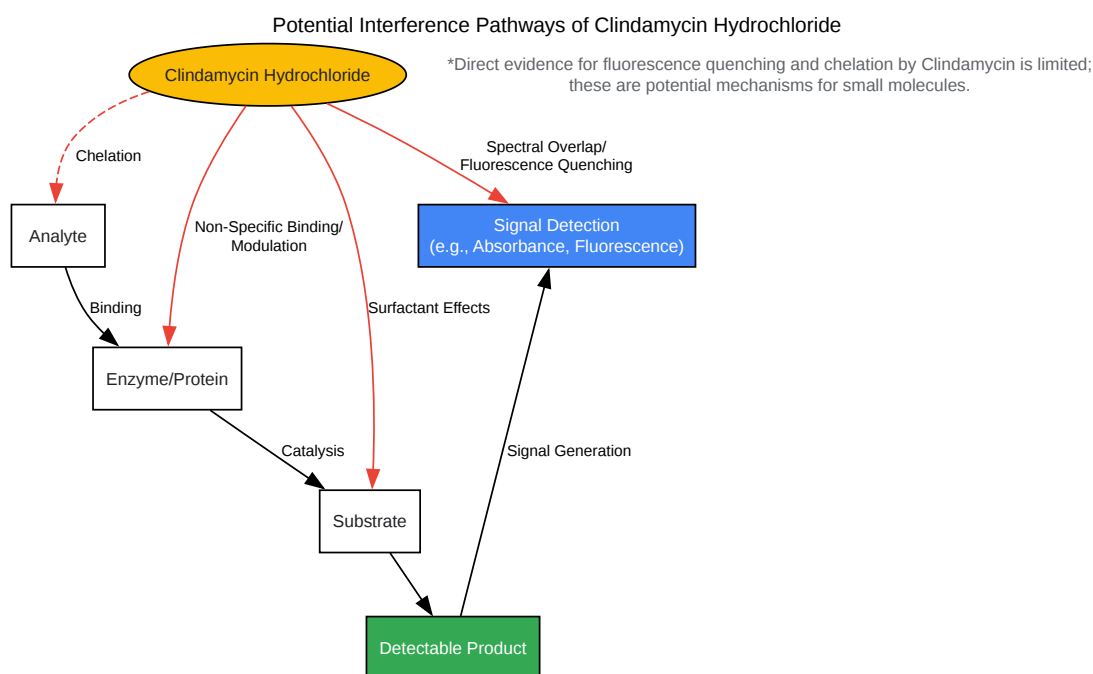 Potential Interference Pathways of Clindamycin Hydrochloride
*Direct evidence for fluorescence quenching and chelation by Clindamycin is limited;
these are potential mechanisms for small molecules.
Clindamycin Hydrochloride
Chelation
Spectral Overlap/
Fluorescence Quenching
Analyte
Non-Specific Binding/
Modulation
Signal Detection
(e.g., Absorbance, Fluorescence)
Binding
Surfactant Effects
Enzyme/Protein
Catalysis
Signal Generation
Substrate
Detectable Product